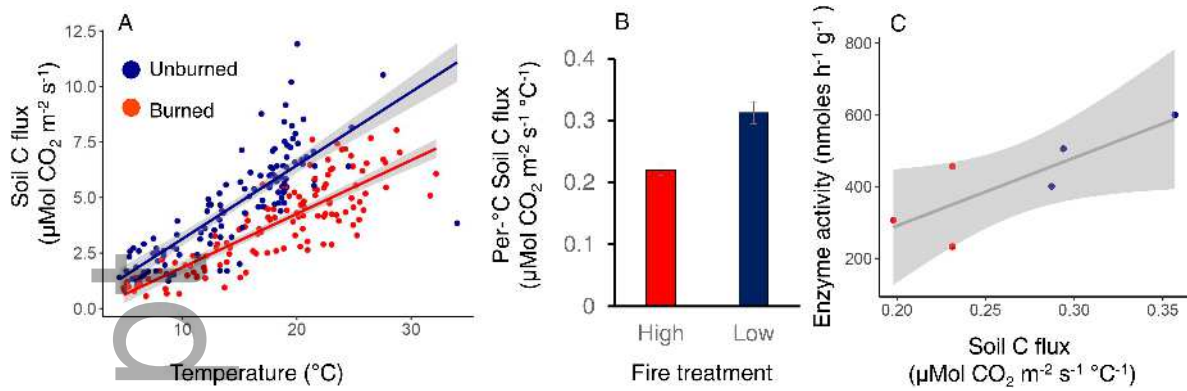 A
Soil C flux
(µMol CO₂ m⁻² s⁻¹)
12.5
10.0
7.5
5.0
2.5
0.0
Unburned
Burned
10
20
30
Temperature (°C)
pt
B
Per-°C Soil C flux
(µMol CO₂ m⁻² s⁻¹ °C⁻¹)
0.4
0.3
0.2
0.1
0
High
Low
Fire treatment
C
Enzyme activity (nmoles h⁻¹ g⁻¹)
800
600
400
200
0.20
0.25
0.30
0.35
Soil C flux
(µMol CO₂ m⁻² s⁻¹ °C⁻¹)